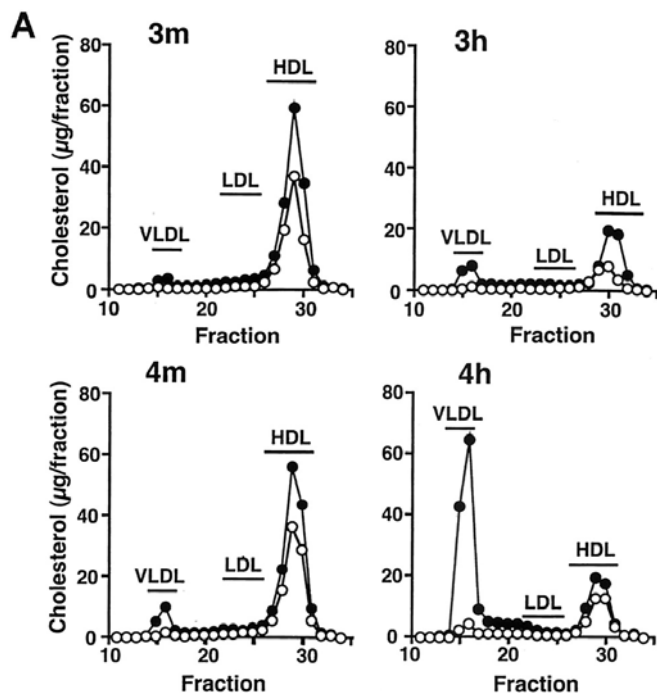 A
3m
Cholesterol (μg/fraction)
80
60
40
20
0
10
20
30
Fraction
VLDL
LDL
HDL
3h
80
60
40
20
0
10
20
30
Fraction
VLDL
LDL
HDL
4m
Cholesterol (μg/fraction)
80
60
40
20
0
10
20
30
Fraction
VLDL
LDL
HDL
4h
80
60
40
20
0
10
20
30
Fraction
VLDL
LDL
HDL